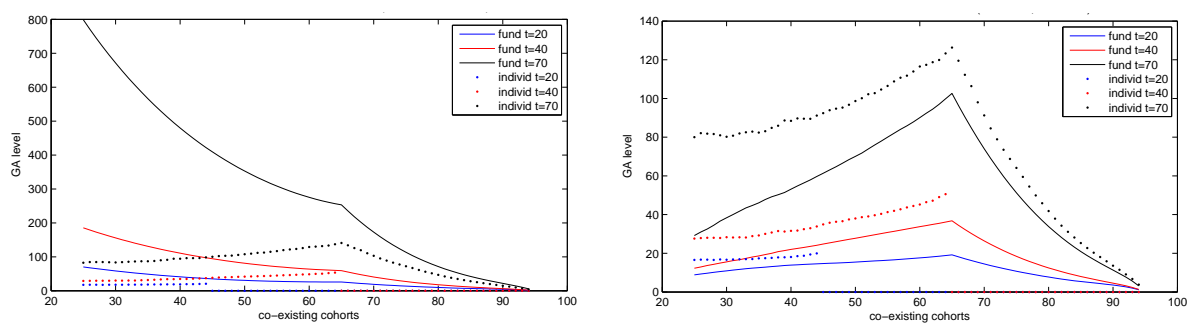 800
700
600
500
400
300
200
100
0
GA level
20 30 40 50 60 70 80 90 100
co-existing cohorts
fund t=20
fund t=40
fund t=70
individ t=20
individ t=40
individ t=70
140
120
100
80
60
40
20
0
GA level
20 30 40 50 60 70 80 90 100
co-existing cohorts
fund t=20
fund t=40
fund t=70
individ t=20
individ t=40
individ t=70